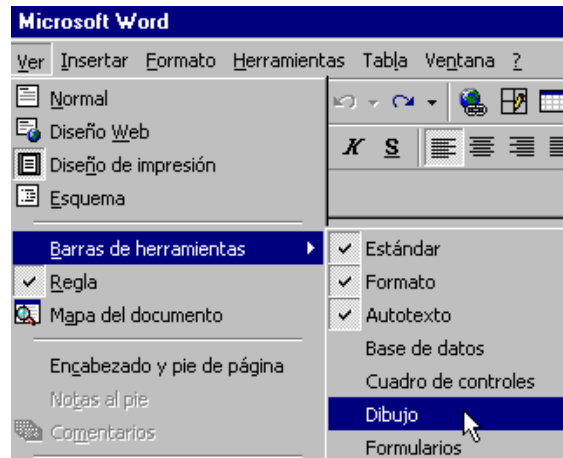 Microsoft Word
Ver Insertar Formato Herramientas Tabla Ventana ?
Normal
Diseño Web
K S
Diseño de impresión
Esquema
Barras de herramientas
Regla
Mapa del documento
Encabezado y pie de página
Notas al pie
Comentarios
Estándar
Formato
Autotexto
Base de datos
Cuadro de controles
Dibujo
Formularios